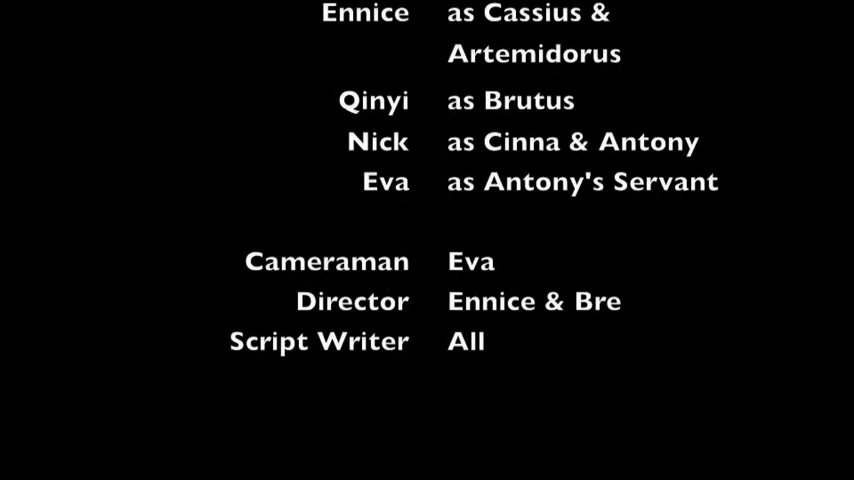 Ennice as Cassius &
Artemidorus
Qinyi as Brutus
Nick as Cinna & Antony
Eva as Antony's Servant
Cameraman Eva
Director Ennice & Bre
Script Writer All